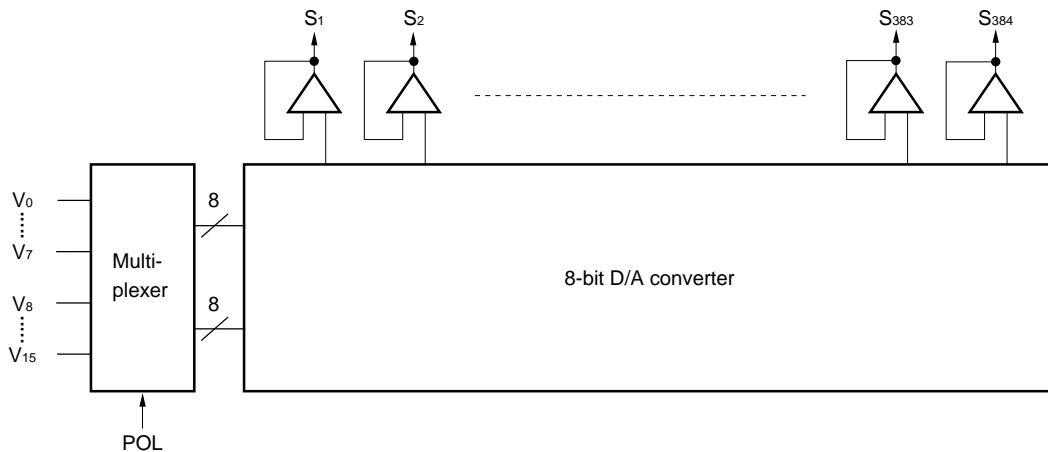 S1 S2 S383 S384
V0
V7
V8
V15
Multi-
plexer
8
8
8-bit D/A converter
POL